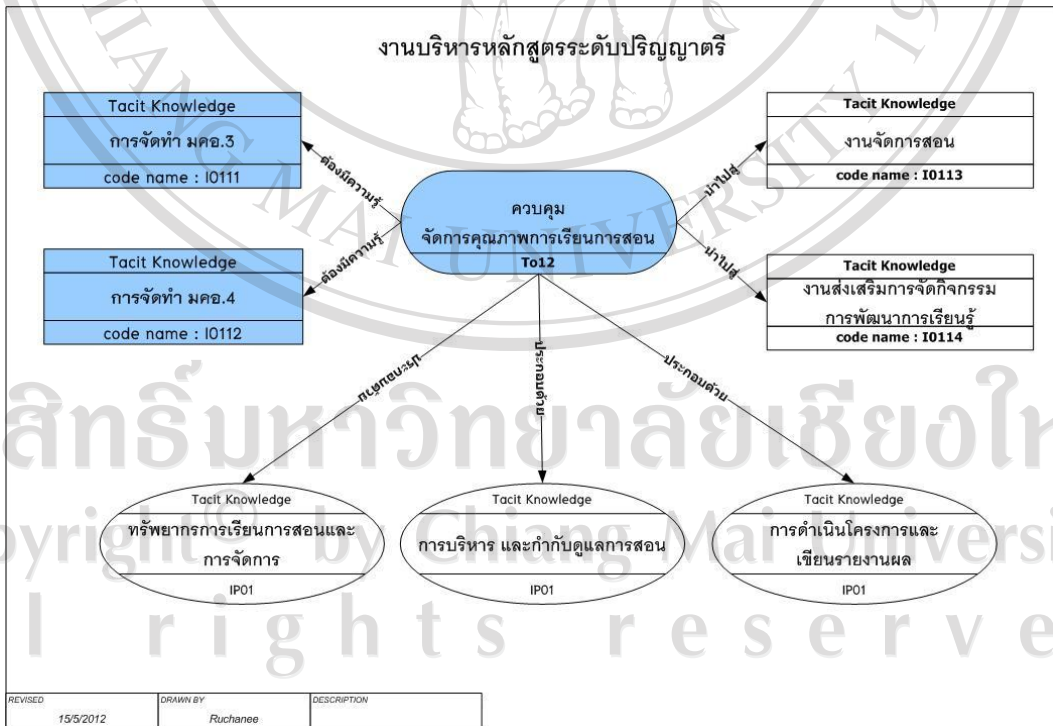 งานบริหารหลักสูตรระดับปริญญาตรี
Tacit Knowledge
การจัดทำ มคอ.3
code name : I0111
Tacit Knowledge
งานจัดการสอน
code name : I0113
ต้องมีความรู้
นำไปสู่
ควบคุม
จัดการคุณภาพการเรียนการสอน
To12
Tacit Knowledge
การจัดทำ มคอ.4
code name : I0112
ต้องมีความรู้
นำไปสู่
Tacit Knowledge
งานส่งเสริมการจัดกิจกรรม
การพัฒนาการเรียนรู้
code name : I0114
ประกอบด้วย
ประกอบด้วย
ประกอบด้วย
Tacit Knowledge
ทรัพยากรการเรียนการสอนและ
การจัดการ
IP01
Tacit Knowledge
การบริหาร และกำกับดูแลการสอน
IP01
Tacit Knowledge
การดำเนินโครงการและ
เขียนรายงานผล
IP01
CHIANG MAI UNIVERSITY 19
สิทธิ์มหาวิทยาลัยเชียงให
pyright © by Chiang Mai Universi
l rights reserve
REVISED
15/5/2012
DRAWN BY
Ruchanee
DESCRIPTION